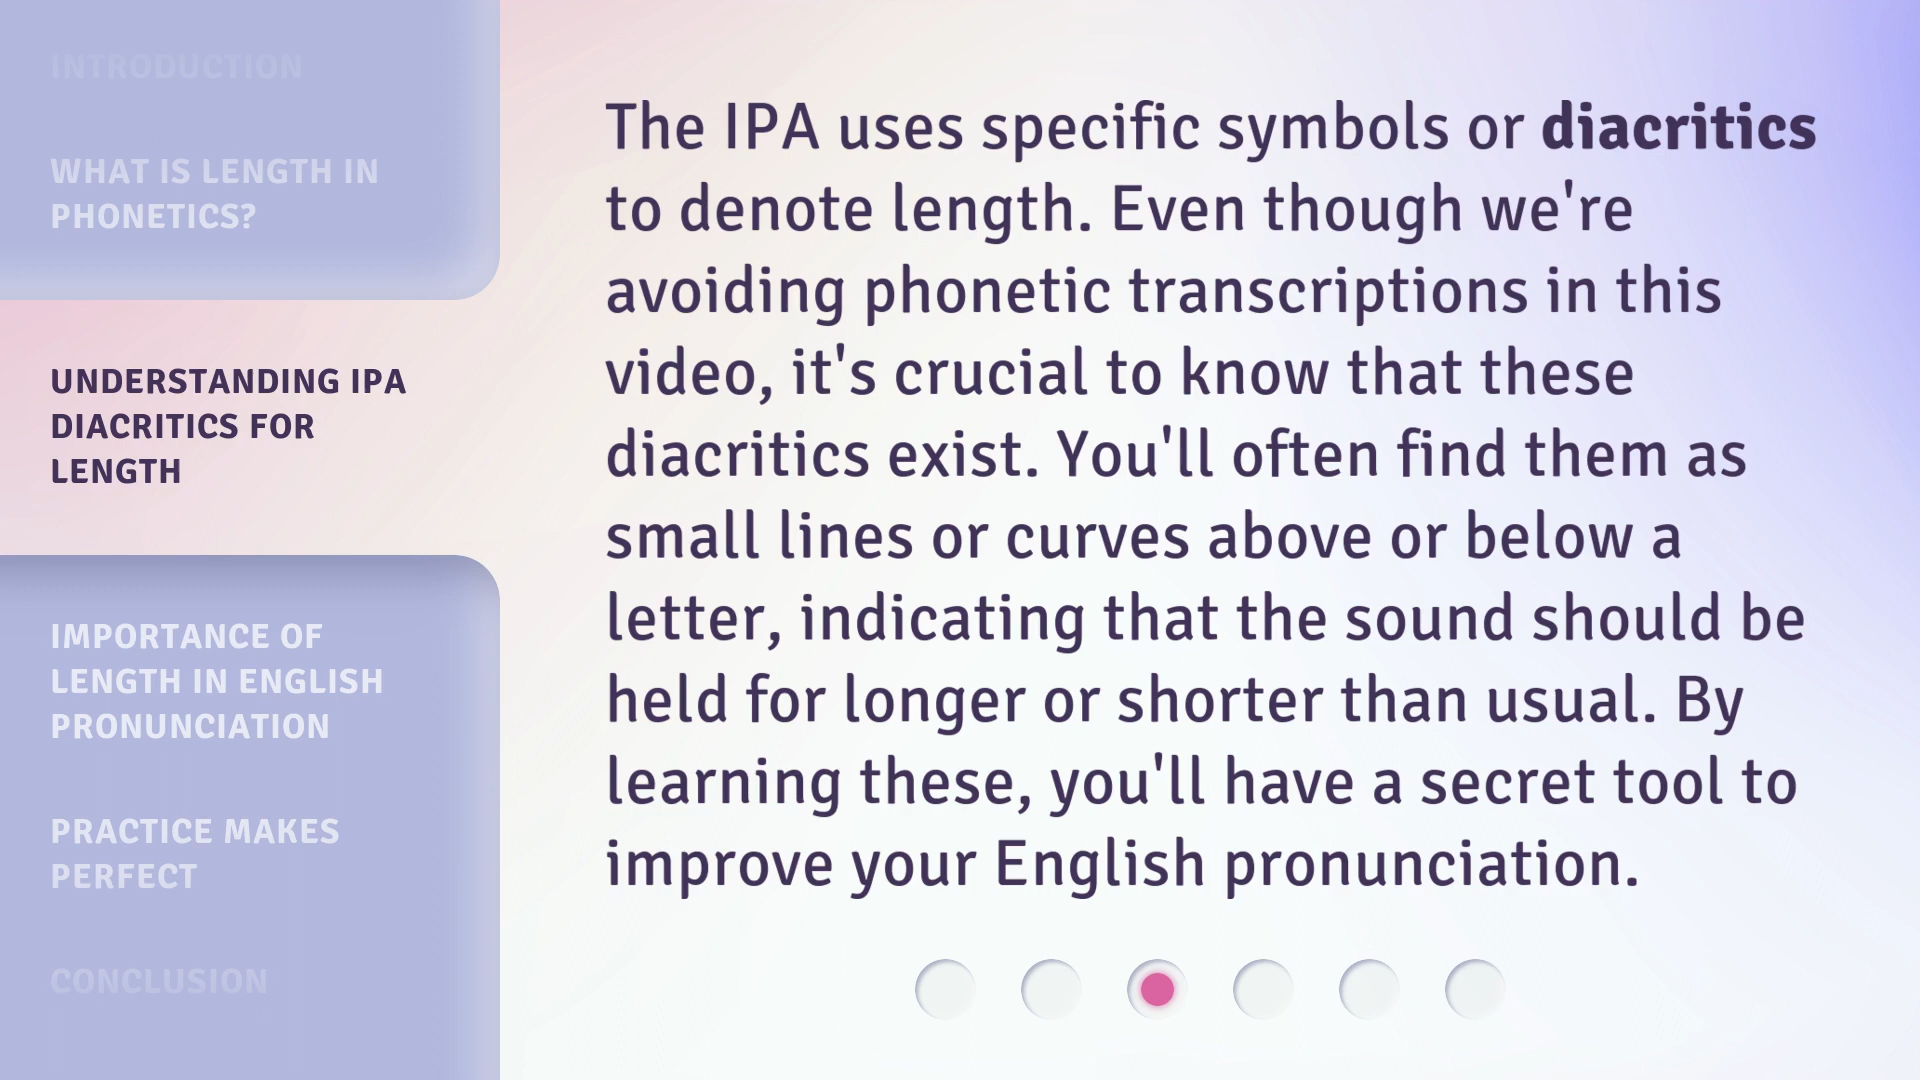 INTRODUCTION
WHAT IS LENGTH IN
PHONETICS?
UNDERSTANDING IPA
DIACRITICS FOR
LENGTH
IMPORTANCE OF
LENGTH IN ENGLISH
PRONUNCIATION
PRACTICE MAKES
PERFECT
CONCLUSION
The IPA uses specific symbols or diacritics
to denote length. Even though we're
avoiding phonetic transcriptions in this
video, it's crucial to know that these
diacritics exist. You'll often find them as
small lines or curves above or below a
letter, indicating that the sound should be
held for longer or shorter than usual. By
learning these, you'll have a secret tool to
improve your English pronunciation.